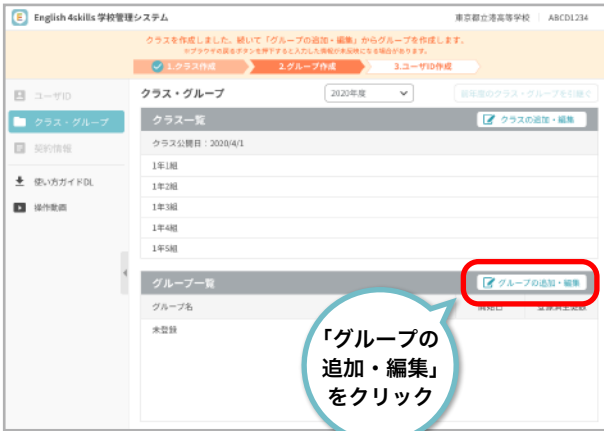 E English 4skills 学校管理システム
東京都立港高等学校 ABCD1234
クラスを作成しました。続いて「グループの追加・編集」からグループを作成します。
※ブラウザの戻るボタンを押下すると入力した情報が未反映になる場合があります。
1.クラス作成 2.グループ作成 3.ユーザID作成
ユーザID
クラス・グループ
契約情報
使い方ガイドDL
操作動画
クラス・グループ 2020年度 前年度のクラス・グループを引継ぐ
クラス一覧 クラスの追加・編集
クラス公開日：2020/4/1
1年1組
1年2組
1年3組
1年4組
1年5組
グループ一覧 グループの追加・編集
グループ名
未登録
「グループの
追加・編集」
をクリック